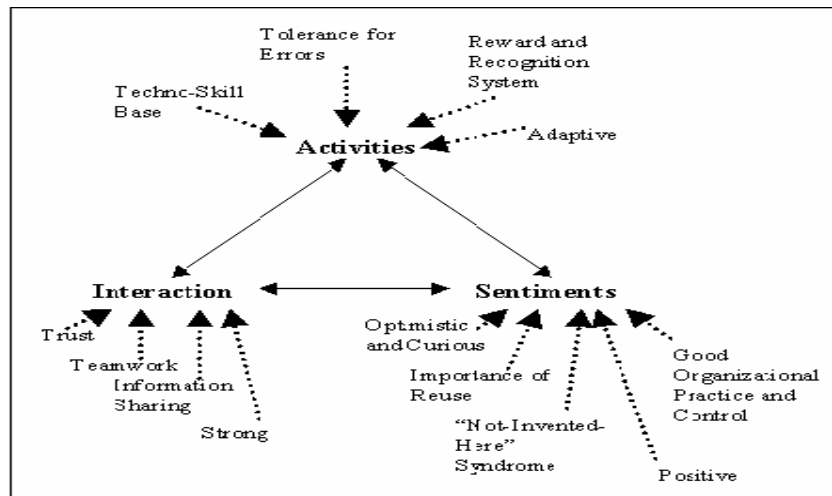 Tolerance for
Errors
Reward and
Recognition
System
Techno-Skill
Base
Adaptive
Activities
Interaction
Sentiments
Trust
Teamwork
Information
Sharing
Strong
Optimistic
and Curious
Importance of
Reuse
“Not-Invented-
Here”
Syndrome
Good
Organizational
Practice and
Control
Positive